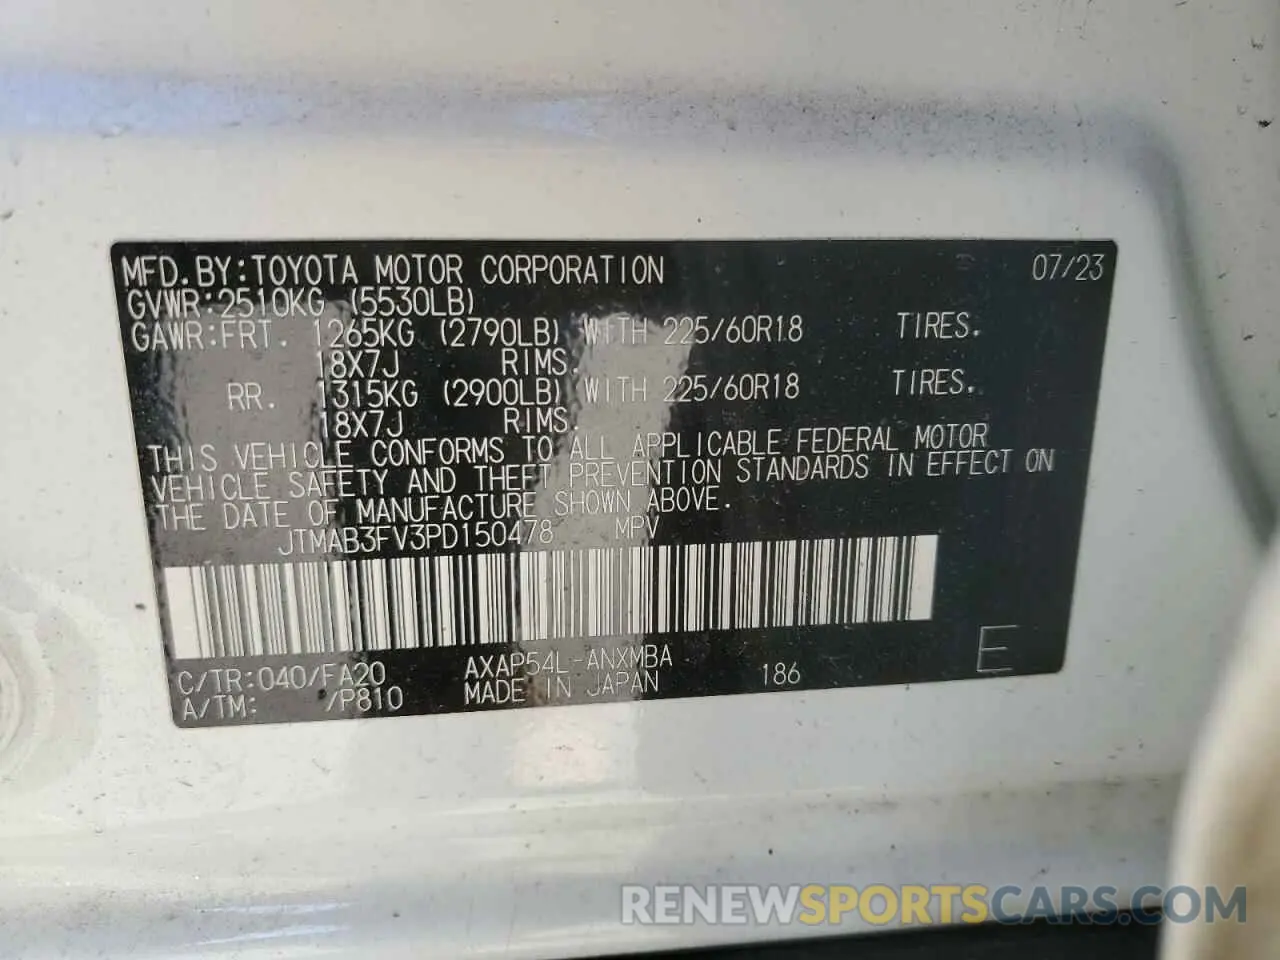 MFD.BY:TOYOTA MOTOR CORPORATION 07/23
GVWR:2510KG (5530LB)
GAWR:FRT. 1265KG (2790LB) WITH 225/60R18 TIRES.
18X7J RIMS.
RR. 1315KG (2900LB) WITH 225/60R18 TIRES.
18X7J RIMS.
THIS VEHICLE CONFORMS TO ALL APPLICABLE FEDERAL MOTOR
VEHICLE SAFETY AND THEFT PREVENTION STANDARDS IN EFFECT ON
THE DATE OF MANUFACTURE SHOWN ABOVE.
JTMAB3FV3PD150478 MPV
C/TR:040/FA20 AXAP54L-ANXMBA
A/TM: /P810 MADE IN JAPAN 186 E
RENEWSPORTSCARS.COM